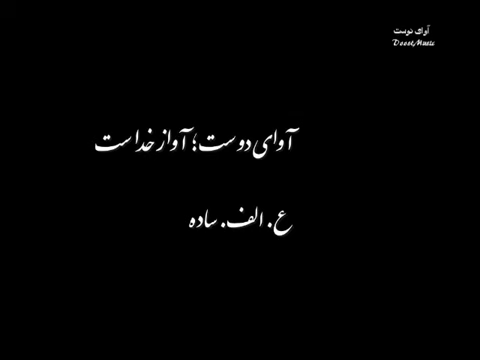 آوای دوست
DoostMusic
آوای دوست؛ آواز خداست
ع. الف. ساده